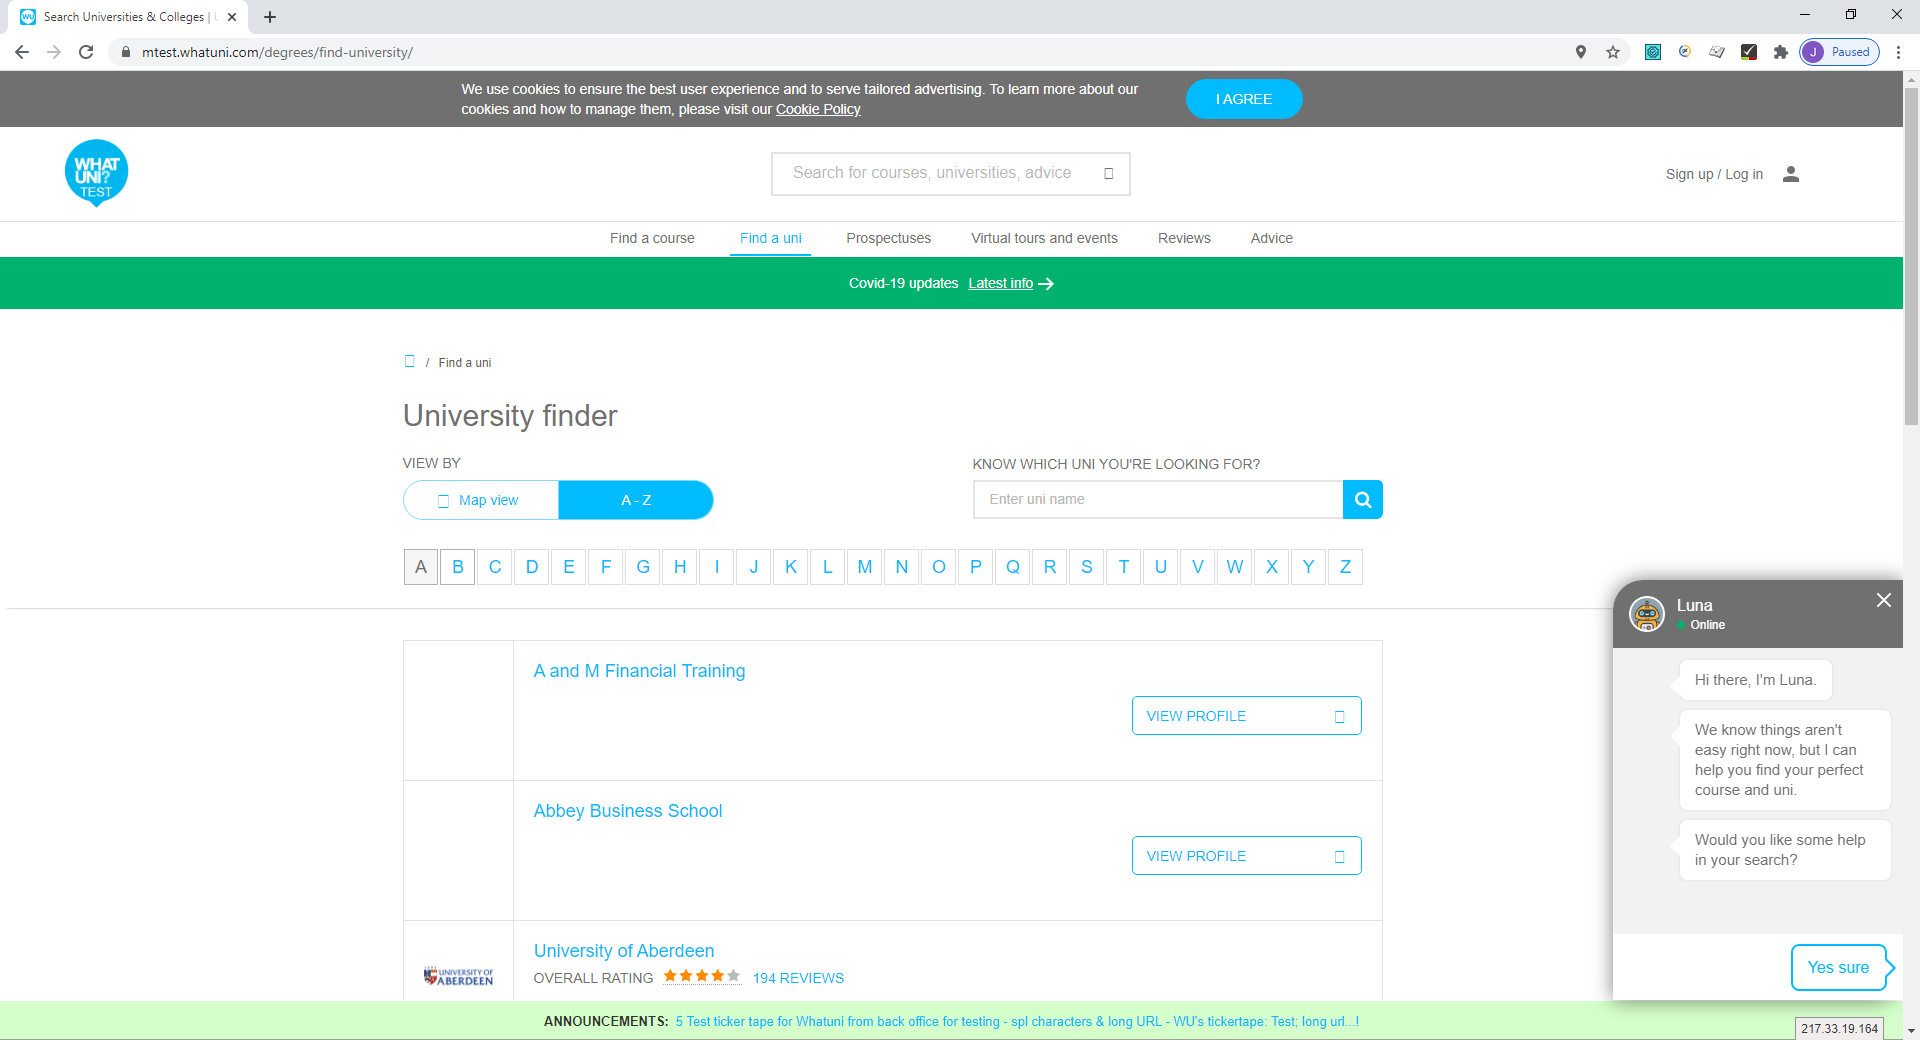 Search Universities & Colleges |
mtest.whatuni.com/degrees/find-university/
J Paused
We use cookies to ensure the best user experience and to serve tailored advertising. To learn more about our
cookies and how to manage them, please visit our Cookie Policy
I AGREE
WHAT
UNI?
TEST
Search for courses, universities, advice
Sign up / Log in
Find a course
Find a uni
Prospectuses
Virtual tours and events
Reviews
Advice
Covid-19 updates Latest info
/ Find a uni
University finder
VIEW BY
Map view
A - Z
KNOW WHICH UNI YOU'RE LOOKING FOR?
Enter uni name
A B C D E F G H I J K L M N O P Q R S T U V W X Y Z
A and M Financial Training
VIEW PROFILE
Abbey Business School
VIEW PROFILE
UNIVERSITY OF
ABERDEEN
University of Aberdeen
OVERALL RATING 194 REVIEWS
Luna
Online
Hi there, I'm Luna.
We know things aren't
easy right now, but I can
help you find your perfect
course and uni.
Would you like some help
in your search?
Yes sure
ANNOUNCEMENTS: 5 Test ticker tape for Whatuni from back office for testing - spl characters & long URL - WU's tickertape: Test; long url...!
217.33.19.164